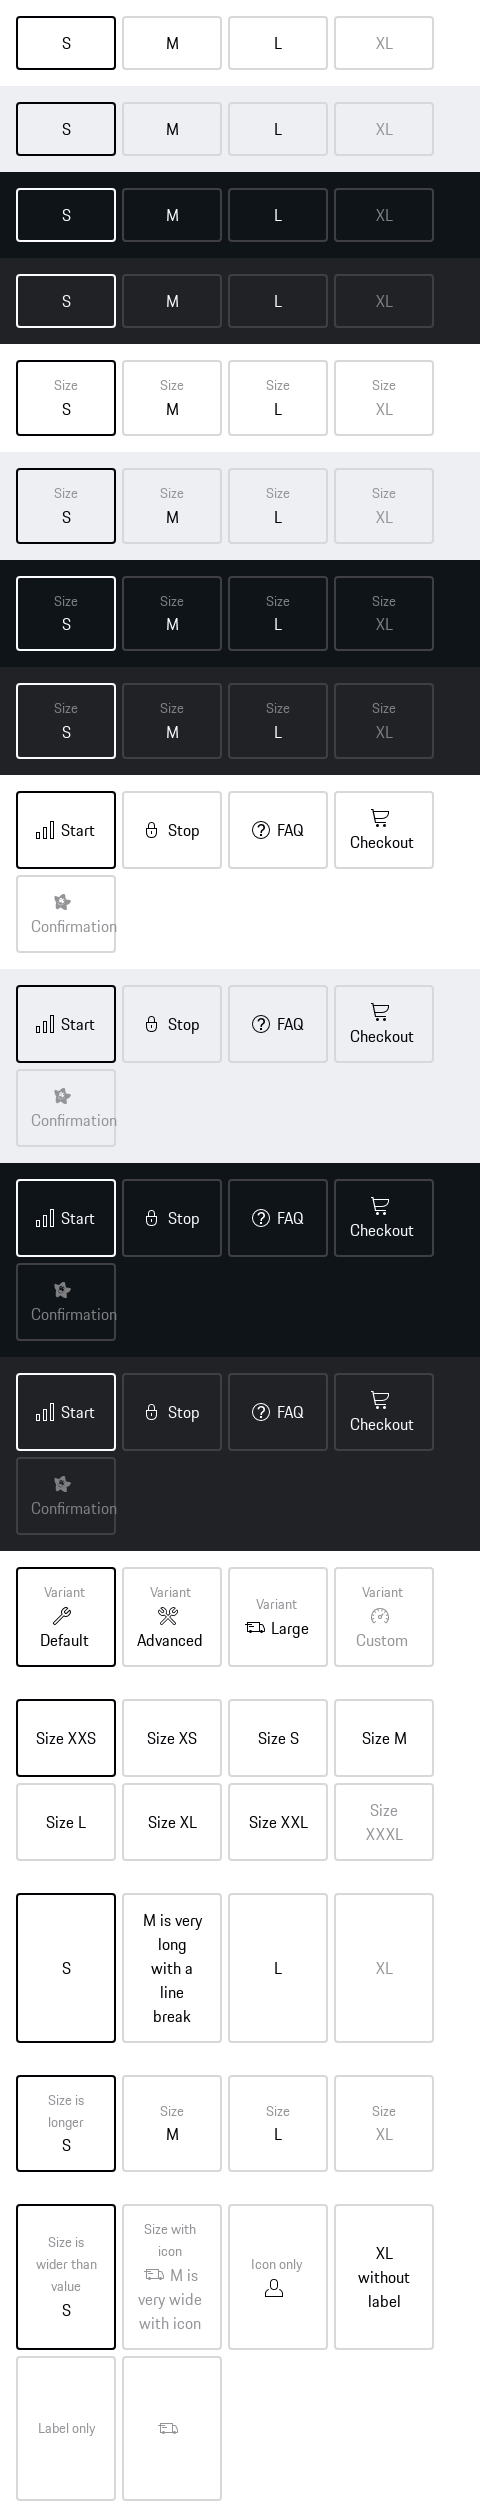 S M L XL
S M L XL
S M L XL
S M L XL
Size Size Size Size
S M L XL
Size Size Size Size
S M L XL
Size Size Size Size
S M L XL
Size Size Size Size
S M L XL
Start Stop FAQ Checkout
Confirmation
Start Stop FAQ Checkout
Confirmation
Start Stop FAQ Checkout
Confirmation
Start Stop FAQ Checkout
Confirmation
Variant
Default
Variant
Advanced
Variant
Large
Variant
Custom
Size XXS Size XS Size S Size M
Size L Size XL Size XXL
Size
XXXL
S
M is very
long
with a
line
break
L
XL
Size is
longer
S
Size
M
Size
L
Size
XL
Size is
wider than
value
S
Size with
icon
M is
very wide
with icon
Icon only
XL
without
label
Label only